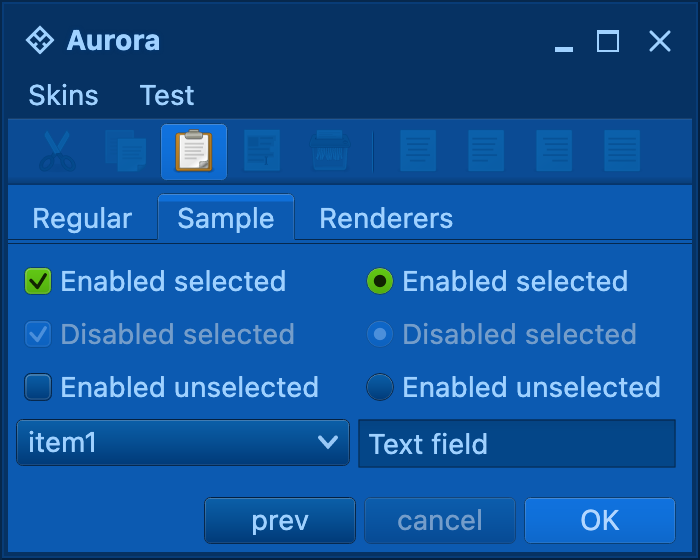 Aurora
Skins Test
Regular Sample Renderers
Enabled selected Enabled selected
Disabled selected Disabled selected
Enabled unselected Enabled unselected
item1 Text field
prev cancel OK